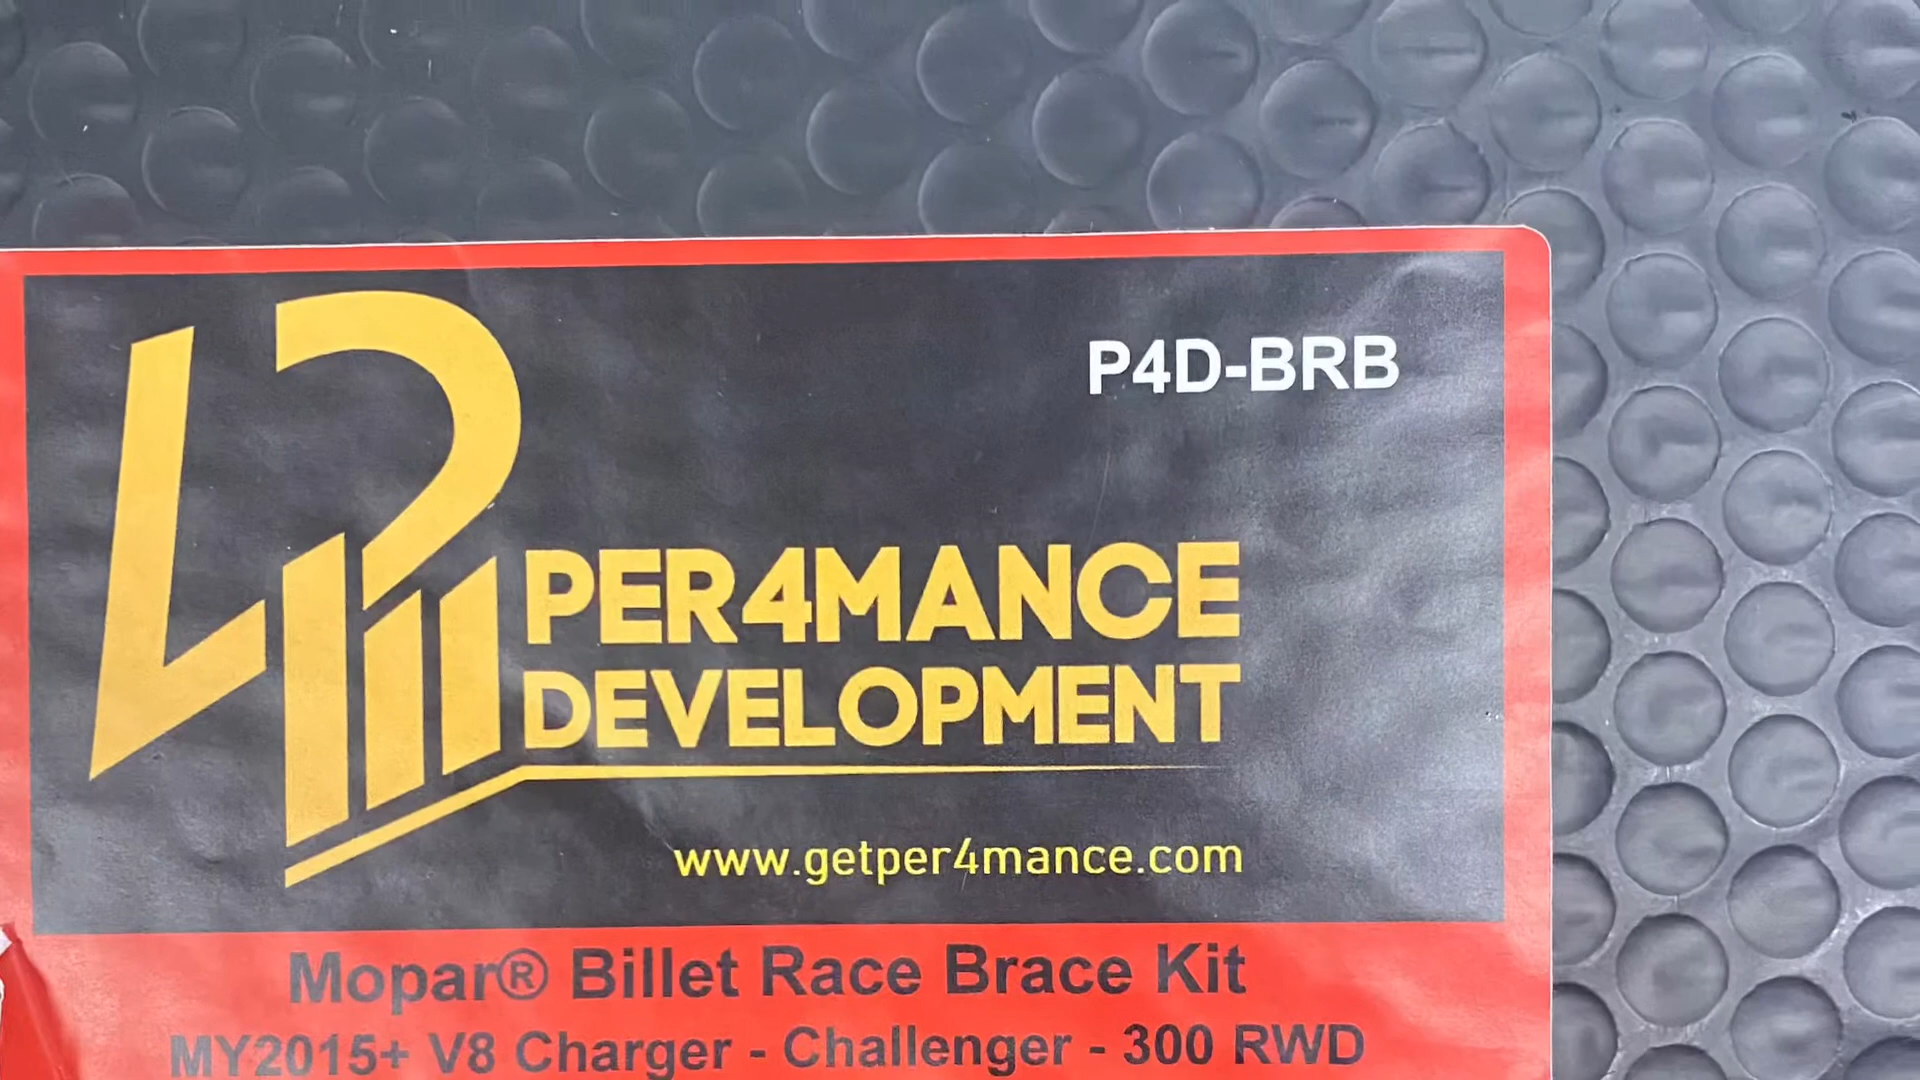 P4D-BRB
PER4MANCE
DEVELOPMENT
www.getper4mance.com
Mopar® Billet Race Brace Kit
MY2015+ V8 Charger - Challenger - 300 RWD